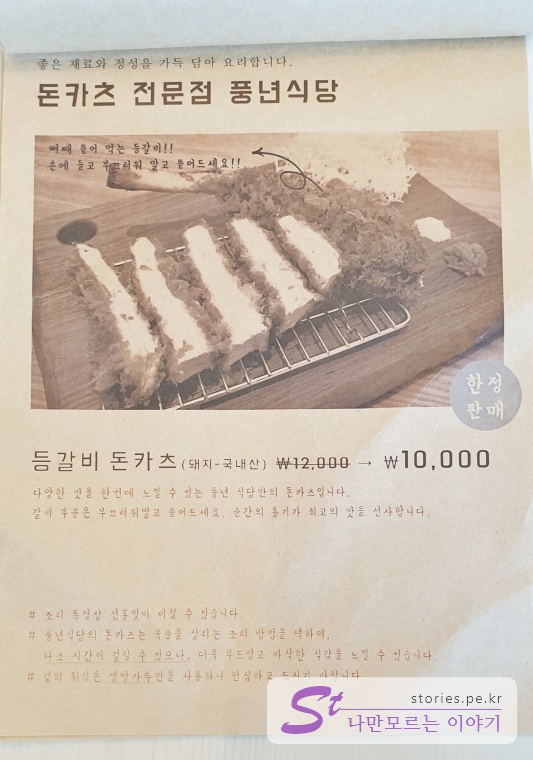 좋은 재료와 정성을 가득 담아 요리합니다.
돈카츠 전문점 풍년식당
뼈째 뜯어 먹는 등갈비!!
손에 들고 부끄러워 말고 뜯어드세요!!
한정
판매
등갈비 돈카츠(돼지-국내산) ₩12,000 → ₩10,000
다양한 맛을 한번에 느낄 수 있는 풍년 식당만의 돈카츠입니다.
갈비 부분은 부끄러워말고 뜯어드세요. 순간의 용기가 최고의 맛을 선사합니다.
# 조리 특성상 선홍빛이 비칠 수 있습니다.
# 풍년식당의 돈카츠는 육즙을 살리는 조리 방법을 택하여,
다소 시간이 걸릴 수 있으나, 더욱 부드럽고 바삭한 식감을 느낄 수 있습니다.
# 겉의 튀김은 생빵가루만을 사용하니 안심하고 드시기 바랍니다.
stories.pe.kr
St 나만모르는 이야기